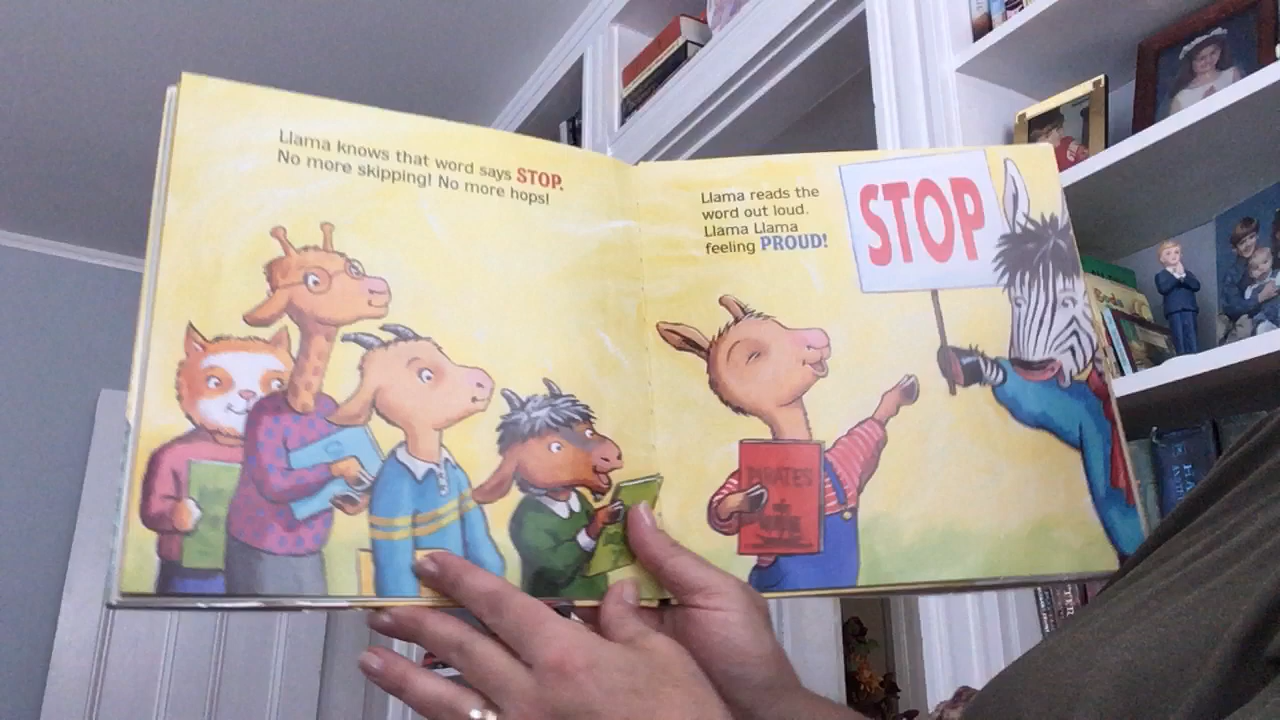 Llama knows that word says STOP.
No more skipping! No more hops!
Llama reads the
word out loud.
Llama Llama
feeling PROUD!
STOP
PIRATES